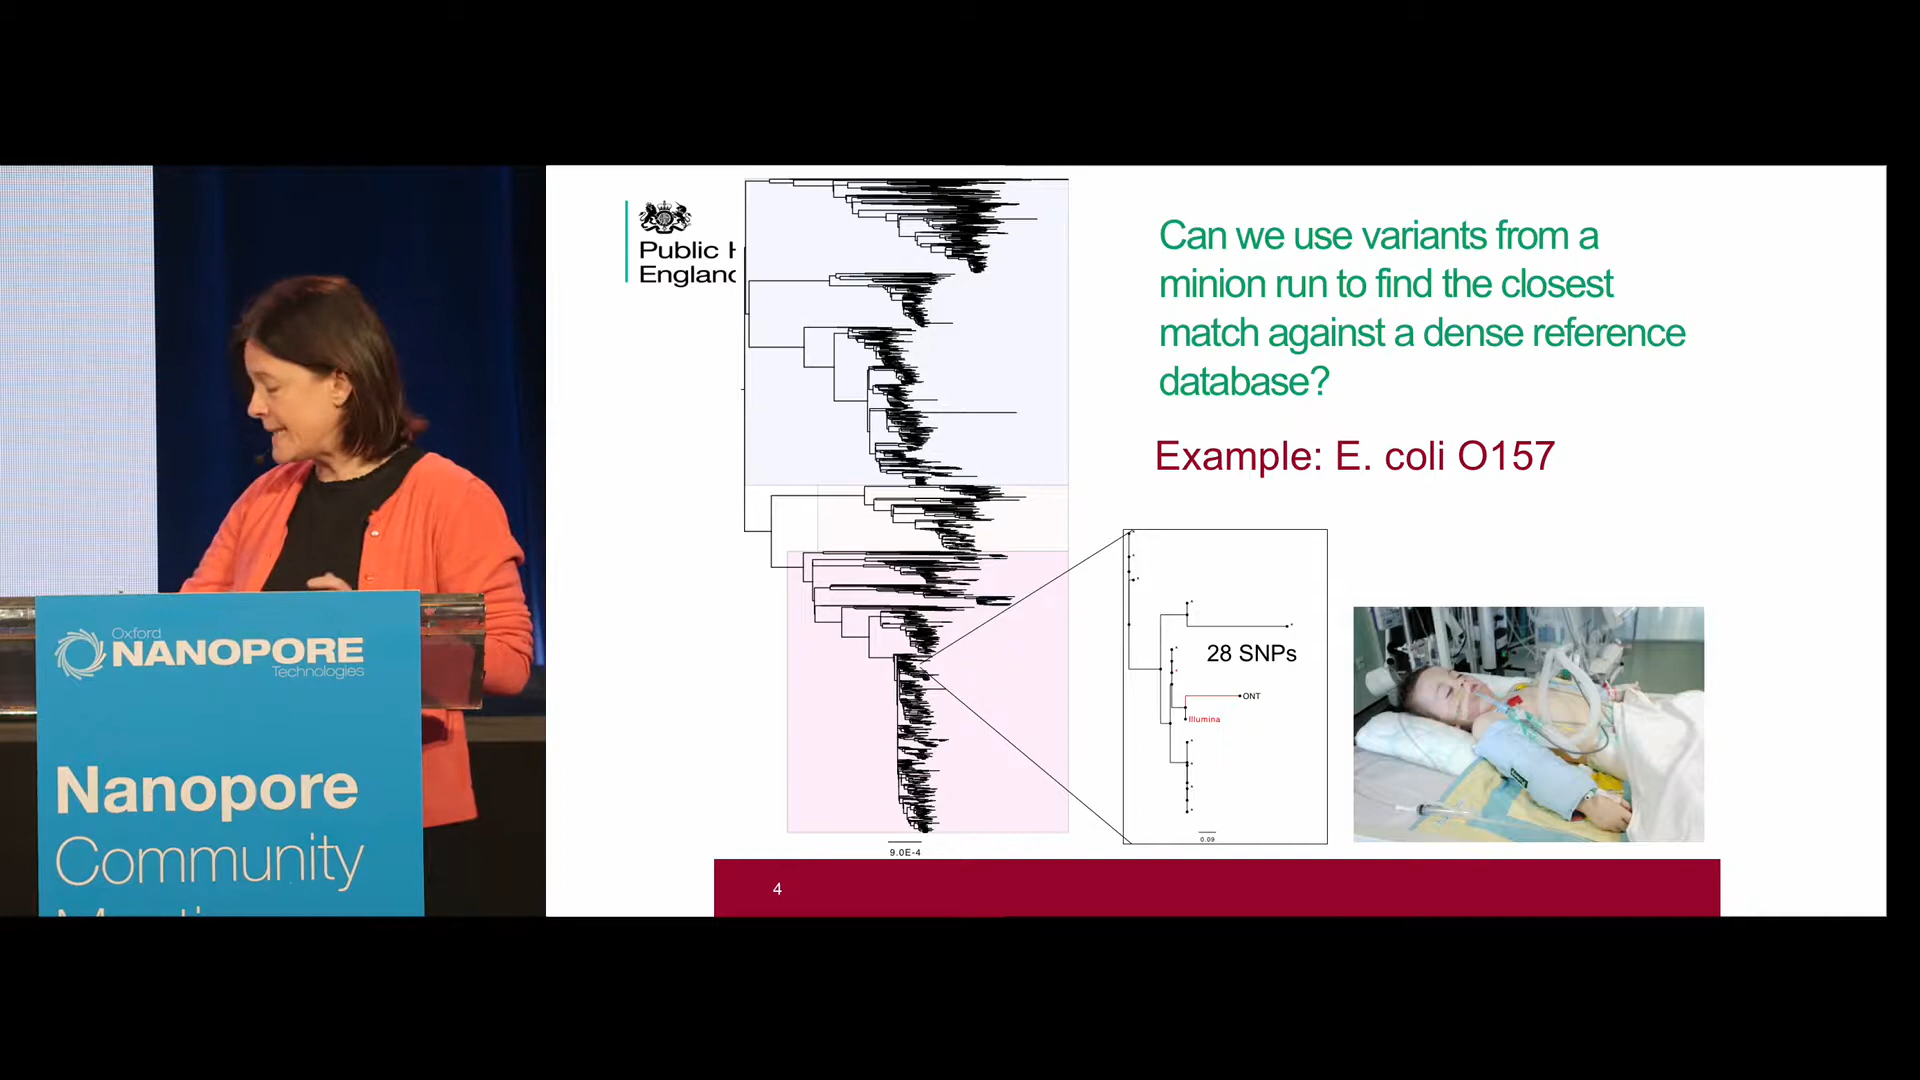 Oxford
NANOPORE
Technologies
Nanopore
Community
Public
England
Can we use variants from a
minion run to find the closest
match against a dense reference
database?
Example: E. coli O157
28 SNPs
ONT
Illumina
0.09
9.0E-4
4